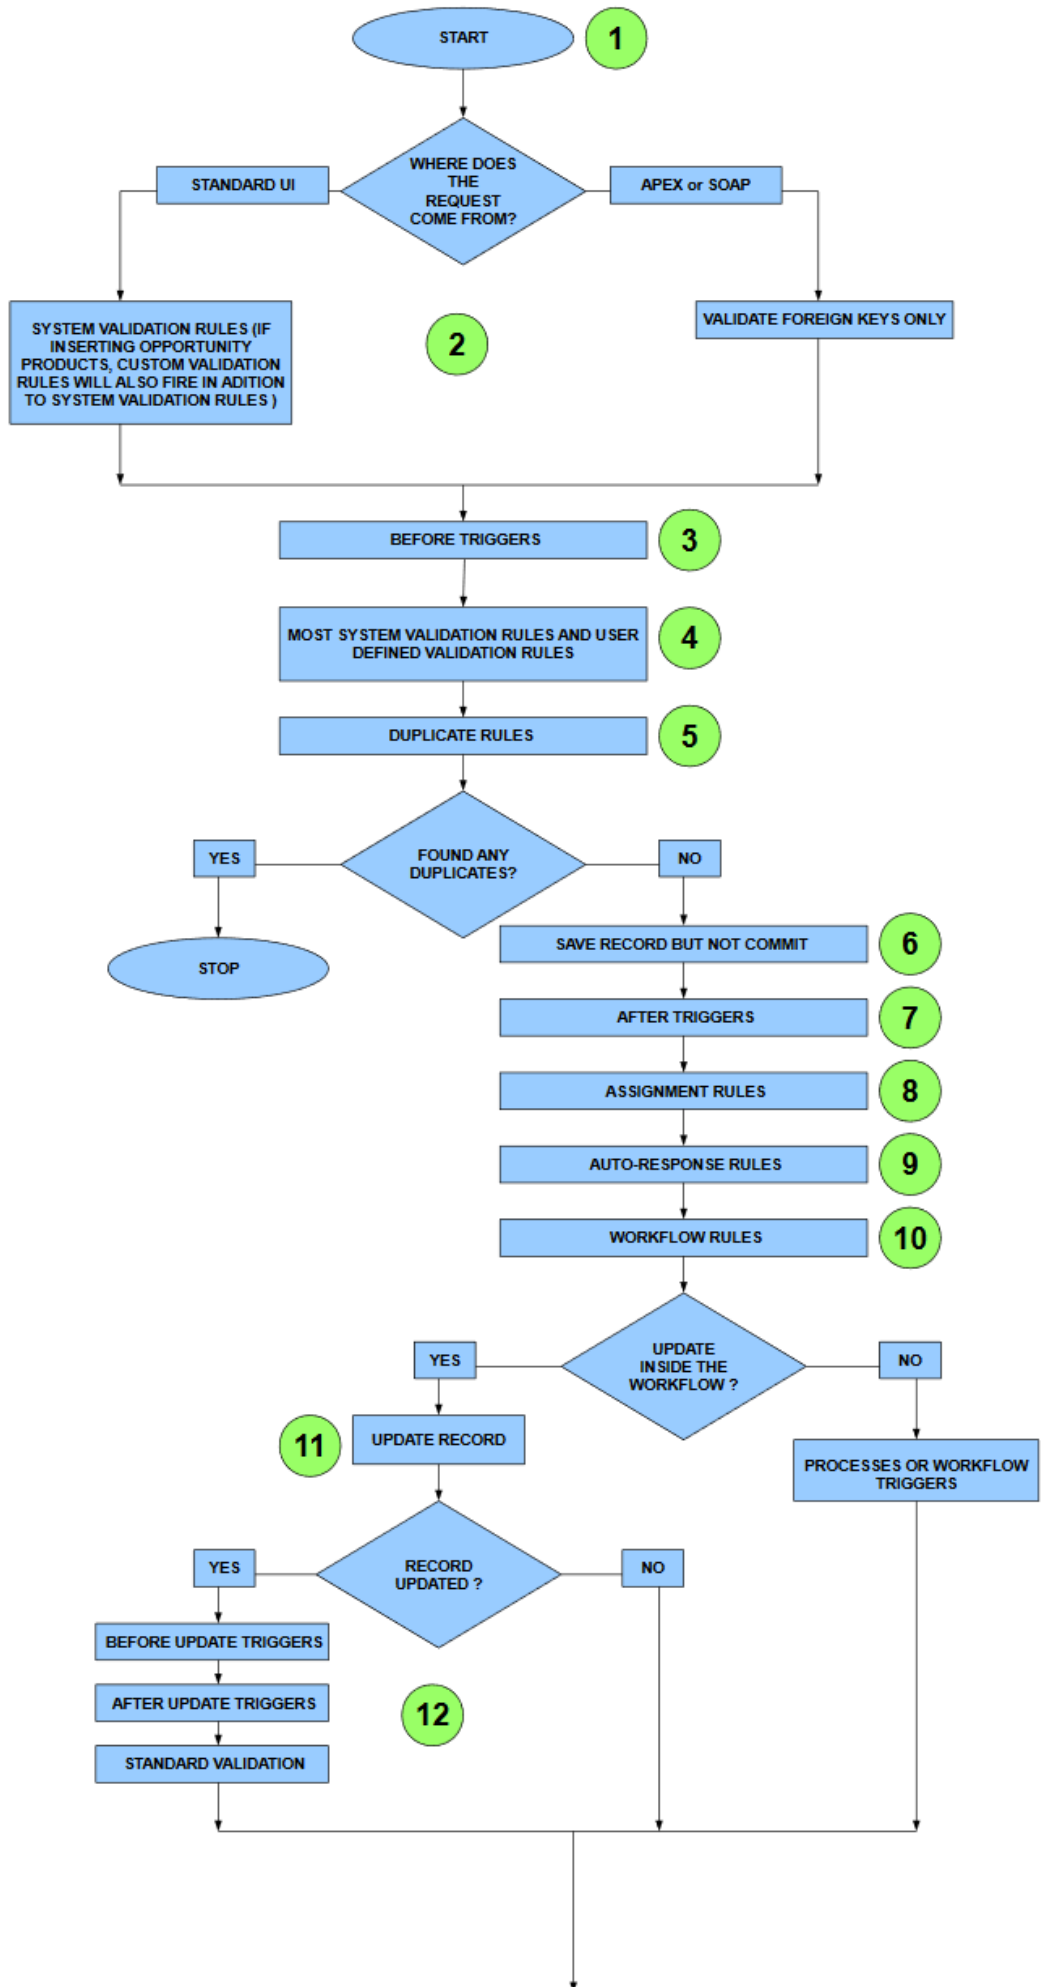 START
1
WHERE DOES
THE
REQUEST
COME FROM?
STANDARD UI
APEX or SOAP
SYSTEM VALIDATION RULES (IF
INSERTING OPPORTUNITY
PRODUCTS, CUSTOM VALIDATION
RULES WILL ALSO FIRE IN ADITION
TO SYSTEM VALIDATION RULES )
2
VALIDATE FOREIGN KEYS ONLY
BEFORE TRIGGERS
3
MOST SYSTEM VALIDATION RULES AND USER
DEFINED VALIDATION RULES
4
DUPLICATE RULES
5
FOUND ANY
DUPLICATES?
YES
NO
STOP
SAVE RECORD BUT NOT COMMIT
6
AFTER TRIGGERS
7
ASSIGNMENT RULES
8
AUTO-RESPONSE RULES
9
WORKFLOW RULES
10
UPDATE
INSIDE THE
WORKFLOW ?
YES
NO
11
UPDATE RECORD
PROCESSES OR WORKFLOW
TRIGGERS
RECORD
UPDATED ?
YES
NO
BEFORE UPDATE TRIGGERS
AFTER UPDATE TRIGGERS
12
STANDARD VALIDATION